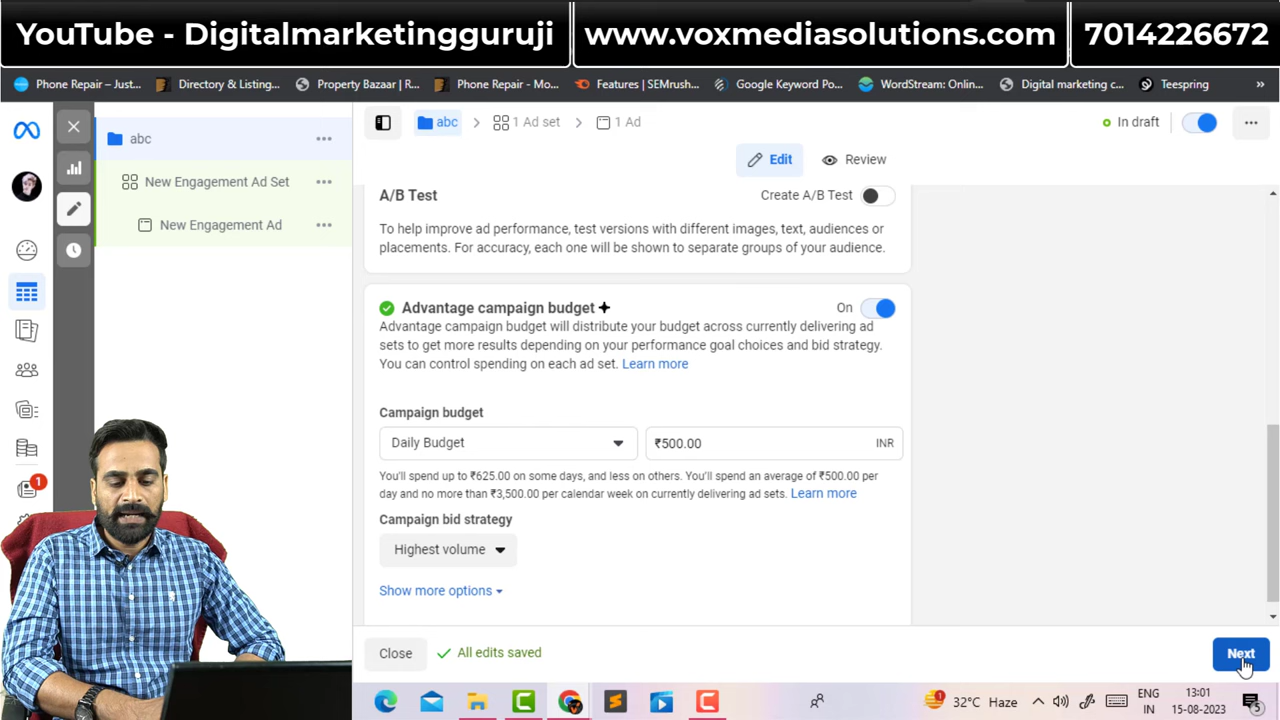 YouTube - Digitalmarketingguruji
www.voxmediasolutions.com
7014226672
Phone Repair – Just...
Directory & Listing...
Property Bazaar | R...
Phone Repair - Mo...
Features | SEMrush...
Google Keyword Po...
WordStream: Onlin...
Digital marketing c...
Teespring
»
abc
New Engagement Ad Set
New Engagement Ad
abc > 1 Ad set > 1 Ad
In draft
Edit
Review
A/B Test
Create A/B Test
To help improve ad performance, test versions with different images, text, audiences or
placements. For accuracy, each one will be shown to separate groups of your audience.
Advantage campaign budget
On
Advantage campaign budget will distribute your budget across currently delivering ad
sets to get more results depending on your performance goal choices and bid strategy.
You can control spending on each ad set. Learn more
Campaign budget
Daily Budget
₹500.00
INR
You'll spend up to ₹625.00 on some days, and less on others. You'll spend an average of ₹500.00 per
day and no more than ₹3,500.00 per calendar week on currently delivering ad sets. Learn more
Campaign bid strategy
Highest volume
Show more options
1
Close
All edits saved
Next
1
32°C Haze
ENG
IN
13:01
15-08-2023
5